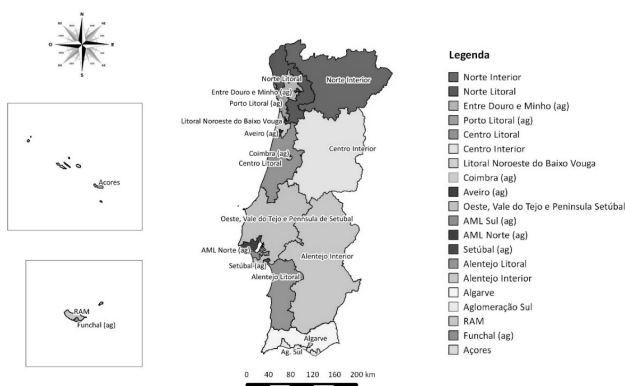 N
O
E
S
Açores
RAM
Funchal (ag)
Norte Litoral
Norte Interior
Entre Douro e Minho (ag)
Porto Litoral (ag)
Litoral Noroeste do Baixo Vouga
Aveiro (ag)
Centro Interior
Coimbra (ag)
Centro Litoral
Oeste, Vale do Tejo e Península de Setúbal
AML Norte (ag)
Alentejo Interior
Setúbal (ag)
Alentejo Litoral
Algarve
Ag. Sul
0 40 80 120 160 200 km
Legenda
Norte Interior
Norte Litoral
Entre Douro e Minho (ag)
Porto Litoral (ag)
Centro Litoral
Centro Interior
Litoral Noroeste do Baixo Vouga
Coimbra (ag)
Aveiro (ag)
Oeste, Vale do Tejo e Península Setúbal
AML Sul (ag)
AML Norte (ag)
Setúbal (ag)
Alentejo Litoral
Alentejo Interior
Algarve
Aglomeração Sul
RAM
Funchal (ag)
Açores